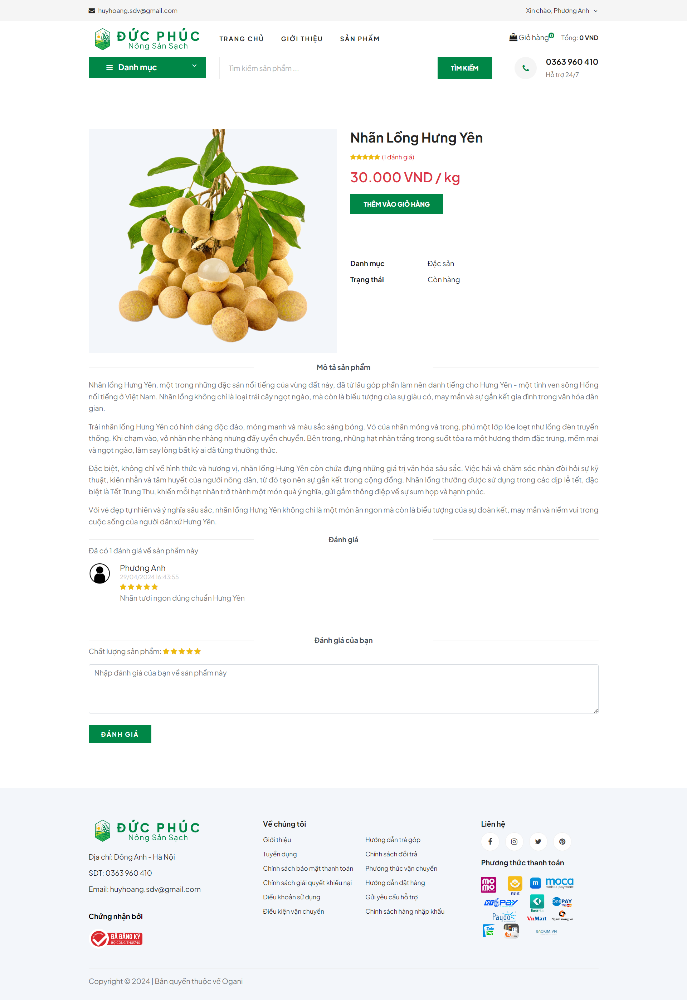 huyhoang.sdv@gmail.com
Xin chào, Phương Anh
ĐỨC PHÚC
Nông Sản Sạch
TRANG CHỦ
GIỚI THIỆU
SẢN PHẨM
Giỏ hàng 0
Tổng: 0 VND
Danh mục
Tìm kiếm sản phẩm ...
TÌM KIẾM
0363 960 410
Hỗ trợ 24/7
Nhãn Lồng Hưng Yên
(1 đánh giá)
30.000 VND / kg
THÊM VÀO GIỎ HÀNG
Danh mục Đặc sản
Trạng thái Còn hàng
Mô tả sản phẩm
Nhãn lồng Hưng Yên, một trong những đặc sản nổi tiếng của vùng đất này, đã từ lâu góp phần làm nên danh tiếng cho Hưng Yên - một tỉnh ven sông Hồng
nổi tiếng ở Việt Nam. Nhãn lồng không chỉ là loại trái cây ngọt ngào, mà còn là biểu tượng của sự giàu có, may mắn và sự gắn kết gia đình trong văn hóa dân
gian.
Trái nhãn lồng Hưng Yên có hình dáng độc đáo, mỏng manh và màu sắc sáng bóng. Vỏ của nhãn mỏng và trong, phủ một lớp lòe loẹt như lồng đèn truyền
thống. Khi chạm vào, vỏ nhãn nhẹ nhàng nhưng đầy uyển chuyển. Bên trong, những hạt nhãn trắng trong suốt tỏa ra một hương thơm đặc trưng, mềm mại
và ngọt ngào, làm say lòng bất kỳ ai đã từng thưởng thức.
Đặc biệt, không chỉ về hình thức và hương vị, nhãn lồng Hưng Yên còn chứa đựng những giá trị văn hóa sâu sắc. Việc hái và chăm sóc nhãn đòi hỏi sự kỹ
thuật, kiên nhẫn và tâm huyết của người nông dân, từ đó tạo nên sự gắn kết trong cộng đồng. Nhãn lồng thường được sử dụng trong các dịp lễ tết, đặc
biệt là Tết Trung Thu, khiến mỗi hạt nhãn trở thành một món quà ý nghĩa, gửi gắm thông điệp về sự sum họp và hạnh phúc.
Với vẻ đẹp tự nhiên và ý nghĩa sâu sắc, nhãn lồng Hưng Yên không chỉ là một món ăn ngon mà còn là biểu tượng của sự đoàn kết, may mắn và niềm vui trong
cuộc sống của người dân xứ Hưng Yên.
Đánh giá
Đã có 1 đánh giá về sản phẩm này
Phương Anh
29/04/2024 16:43:55
Nhãn tươi ngon đúng chuẩn Hưng Yên
Đánh giá của bạn
Chất lượng sản phẩm:
Nhập đánh giá của bạn về sản phẩm này
ĐÁNH GIÁ
ĐỨC PHÚC
Nông Sản Sạch
Địa chỉ: Đông Anh - Hà Nội
SĐT: 0363 960 410
Email: huyhoang.sdv@gmail.com
Chứng nhận bởi
ĐÃ ĐĂNG KÝ
BỘ CÔNG THƯƠNG
Về chúng tôi
Giới thiệu
Tuyển dụng
Chính sách bảo mật thanh toán
Chính sách giải quyết khiếu nại
Điều khoản sử dụng
Điều kiện vận chuyển
Hướng dẫn trả góp
Chính sách đổi trả
Phương thức vận chuyển
Hướng dẫn đặt hàng
Gửi yêu cầu hỗ trợ
Chính sách hàng nhập khẩu
Liên hệ
Phương thức thanh toán
MOMO
ViViet
m moca
mobile payment
VTCPAY
OnePAY
VISA
Payoo
VnMart
NganLuong.vn
Zalo
Pay
BAOKIM.VN
Copyright © 2024 | Bản quyền thuộc về Ogani